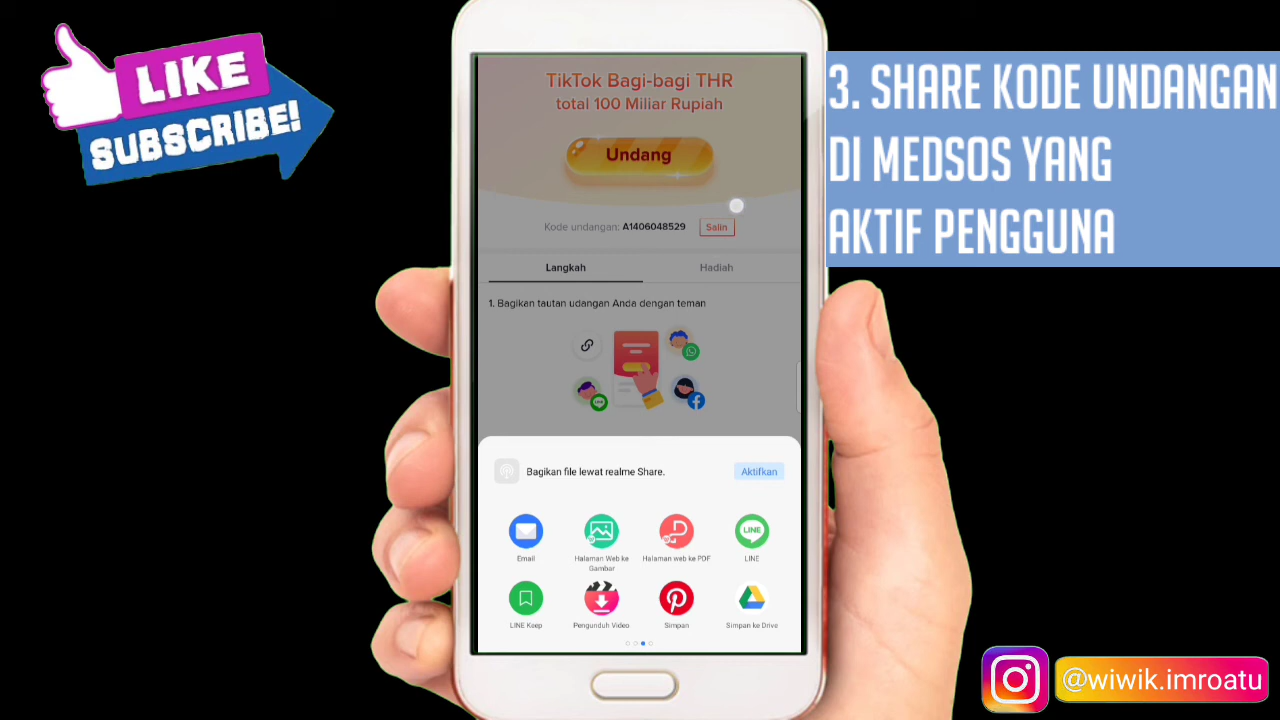 LIKE
SUBSCRIBE!
TikTok Bagi-bagi THR
total 100 Miliar Rupiah
Undang
Kode undangan: A1406048529 Salin
Langkah Hadiah
1. Bagikan tautan udangan Anda dengan teman
LINE
Bagikan file lewat realme Share. Aktifkan
LINE
Email Halaman Web ke Gambar Halaman web ke PDF LINE
LINE Keep Pengunduh Video Simpan Simpan ke Drive
3. SHARE KODE UNDANGAN
DI MEDSOS YANG
AKTIF PENGGUNA
@wiwik.imroatu